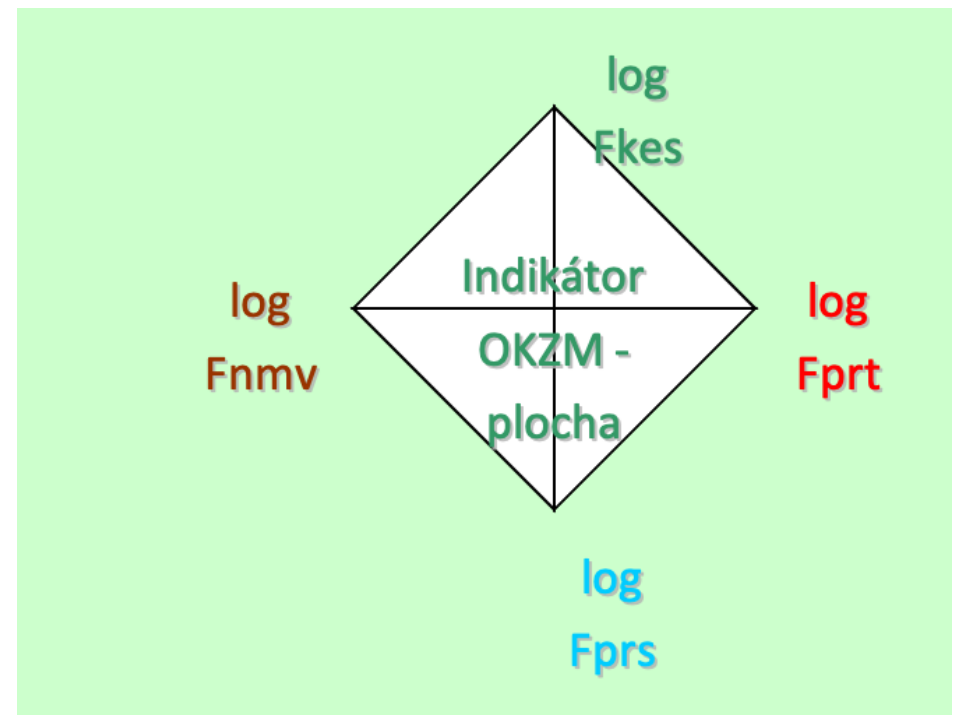 log
Fkes
Indikátor
OKZM -
plocha
log
Fnmv
log
Fprt
log
Fprs